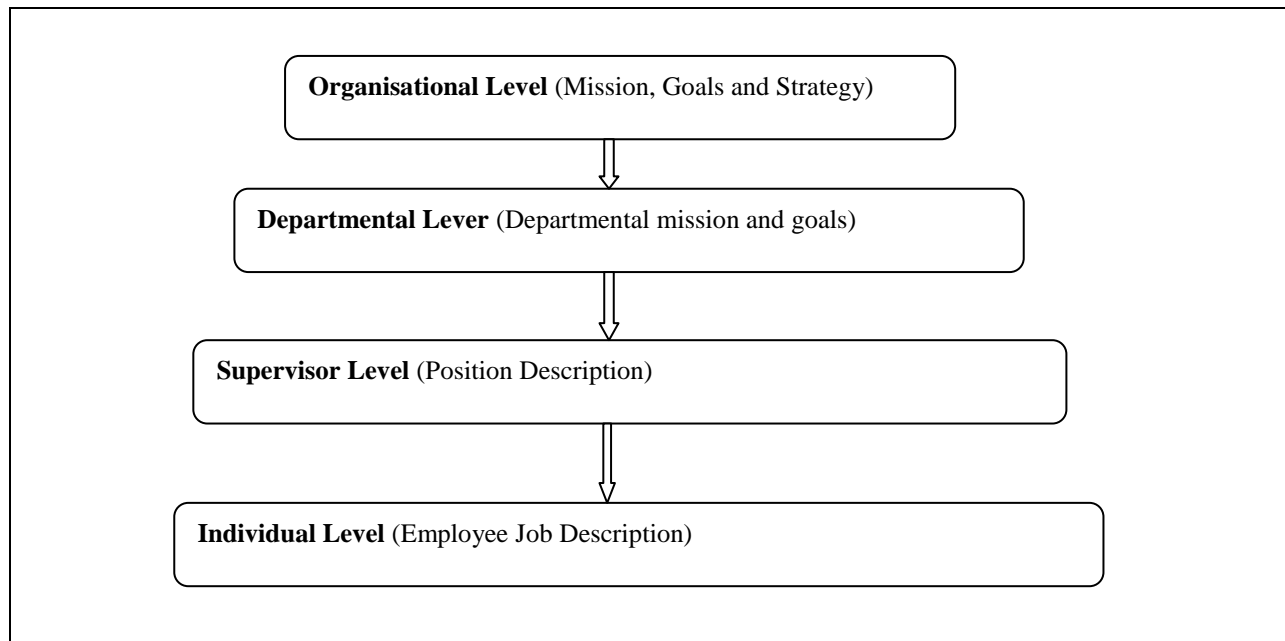 Organisational Level (Mission, Goals and Strategy)
Departmental Lever (Departmental mission and goals)
Supervisor Level (Position Description)
Individual Level (Employee Job Description)